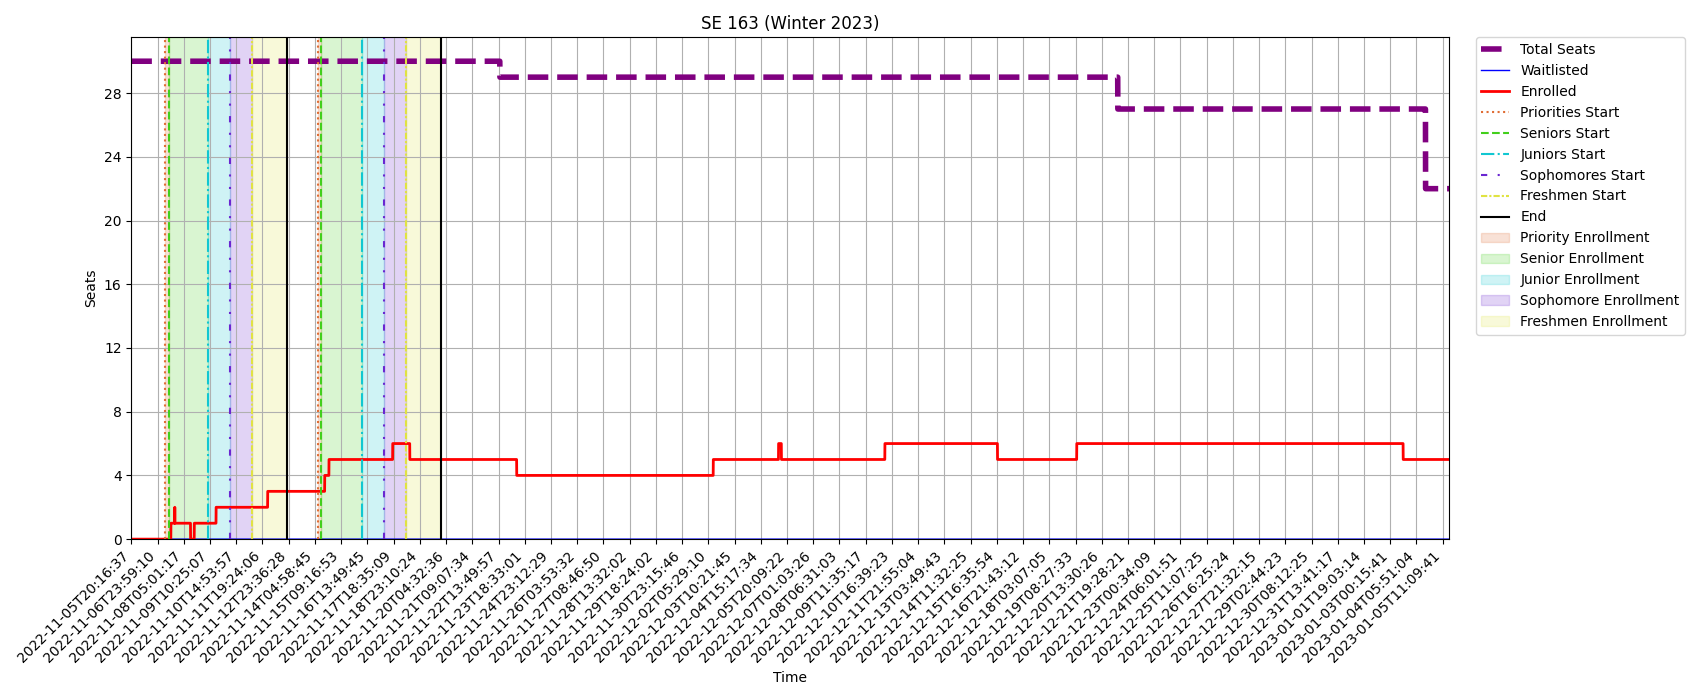 SE 163 (Winter 2023)
Seats
28
24
20
16
12
8
4
0
2022-11-05T20:16:37
2022-11-06T23:59:10
2022-11-08T05:01:17
2022-11-09T10:25:07
2022-11-10T14:53:57
2022-11-11T19:24:06
2022-11-12T23:36:28
2022-11-14T04:58:45
2022-11-15T09:16:53
2022-11-16T13:49:45
2022-11-17T18:35:09
2022-11-18T23:10:24
2022-11-20T04:32:36
2022-11-21T09:07:34
2022-11-22T13:49:57
2022-11-23T18:33:01
2022-11-24T23:12:29
2022-11-26T03:53:32
2022-11-27T08:46:50
2022-11-28T13:32:02
2022-11-29T18:24:02
2022-11-30T23:15:46
2022-12-02T05:29:10
2022-12-03T10:21:45
2022-12-04T15:17:34
2022-12-05T20:09:22
2022-12-07T01:03:26
2022-12-08T06:31:03
2022-12-09T11:35:17
2022-12-10T16:39:23
2022-12-11T21:55:04
2022-12-13T03:49:43
2022-12-14T11:32:25
2022-12-15T16:35:54
2022-12-16T21:43:12
2022-12-18T03:07:05
2022-12-19T08:27:33
2022-12-20T13:30:26
2022-12-21T19:28:21
2022-12-23T00:34:09
2022-12-24T06:01:51
2022-12-25T11:07:25
2022-12-26T16:25:24
2022-12-27T21:32:15
2022-12-29T02:44:23
2022-12-30T08:12:25
2022-12-31T13:41:17
2023-01-01T19:03:14
2023-01-03T00:15:41
2023-01-04T05:51:04
2023-01-05T11:09:41
Time
Total Seats
Waitlisted
Enrolled
Priorities Start
Seniors Start
Juniors Start
Sophomores Start
Freshmen Start
End
Priority Enrollment
Senior Enrollment
Junior Enrollment
Sophomore Enrollment
Freshmen Enrollment